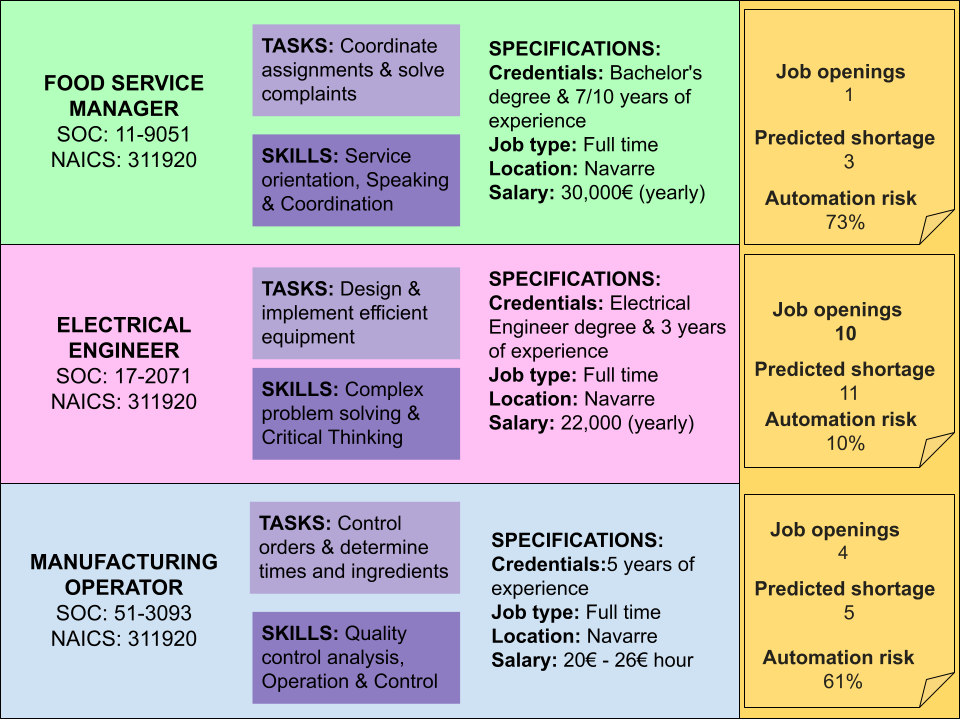 FOOD SERVICE
MANAGER
SOC: 11-9051
NAICS: 311920
TASKS: Coordinate
assignments & solve
complaints
SKILLS: Service
orientation, Speaking
& Coordination
SPECIFICATIONS:
Credentials: Bachelor's
degree & 7/10 years of
experience
Job type: Full time
Location: Navarre
Salary: 30,000€ (yearly)
Job openings
1
Predicted shortage
3
Automation risk
73%
ELECTRICAL
ENGINEER
SOC: 17-2071
NAICS: 311920
TASKS: Design &
implement efficient
equipment
SKILLS: Complex
problem solving &
Critical Thinking
SPECIFICATIONS:
Credentials: Electrical
Engineer degree & 3 years
of experience
Job type: Full time
Location: Navarre
Salary: 22,000 (yearly)
Job openings
10
Predicted shortage
11
Automation risk
10%
MANUFACTURING
OPERATOR
SOC: 51-3093
NAICS: 311920
TASKS: Control
orders & determine
times and ingredients
SKILLS: Quality
control analysis,
Operation & Control
SPECIFICATIONS:
Credentials:5 years of
experience
Job type: Full time
Location: Navarre
Salary: 20€ - 26€ hour
Job openings
4
Predicted shortage
5
Automation risk
61%